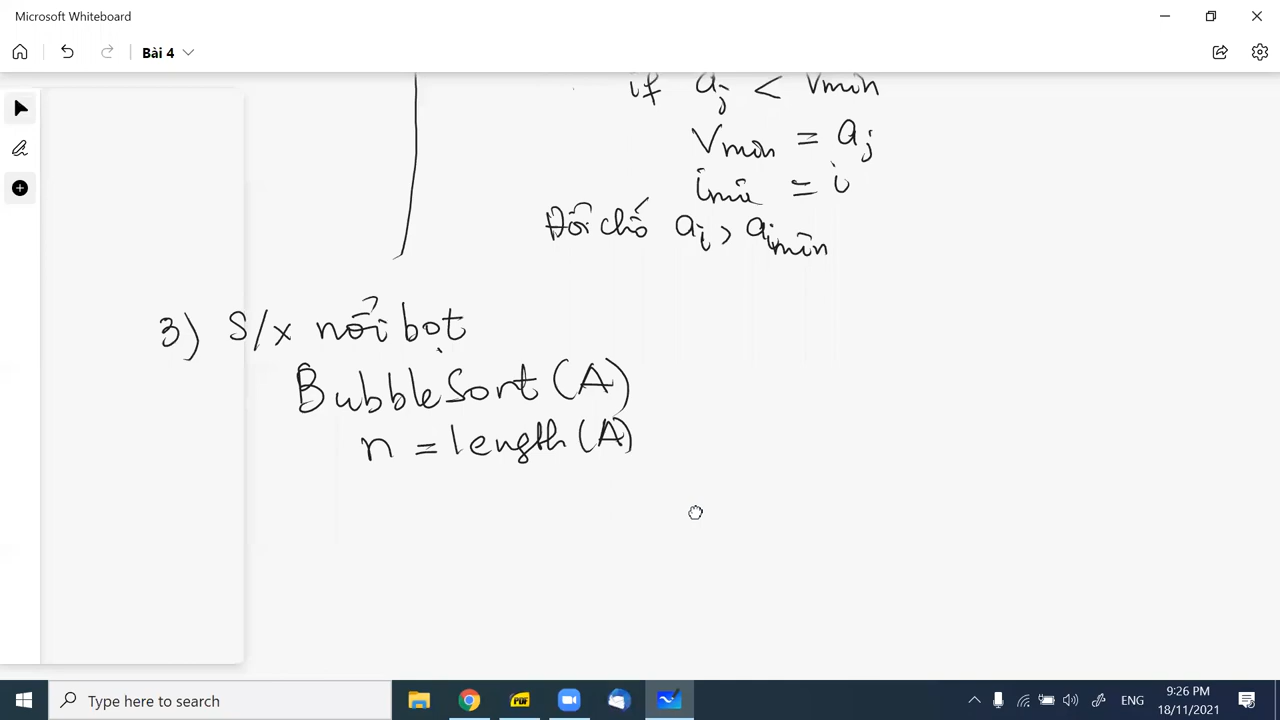 Microsoft Whiteboard
Bài 4
if aj < Vmin
Vmin = aj
imin = i
Đổi chỗ ai, aimin
3) S/x nổi bọt
BubbleSort(A)
n = length(A)
Type here to search
ENG
9:26 PM
18/11/2021